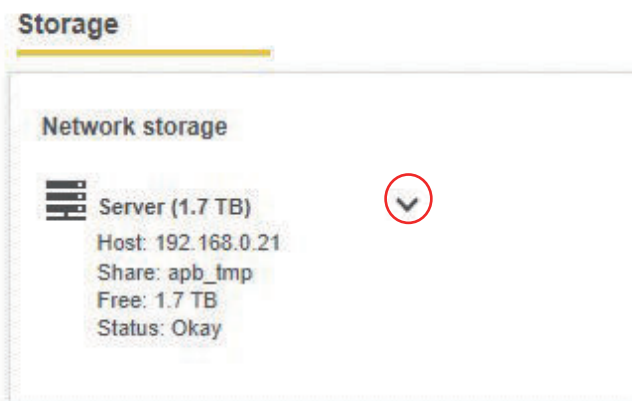 Storage
Network storage
Server (1.7 TB)
Host: 192.168.0.21
Share: apb_tmp
Free: 1.7 TB
Status: Okay